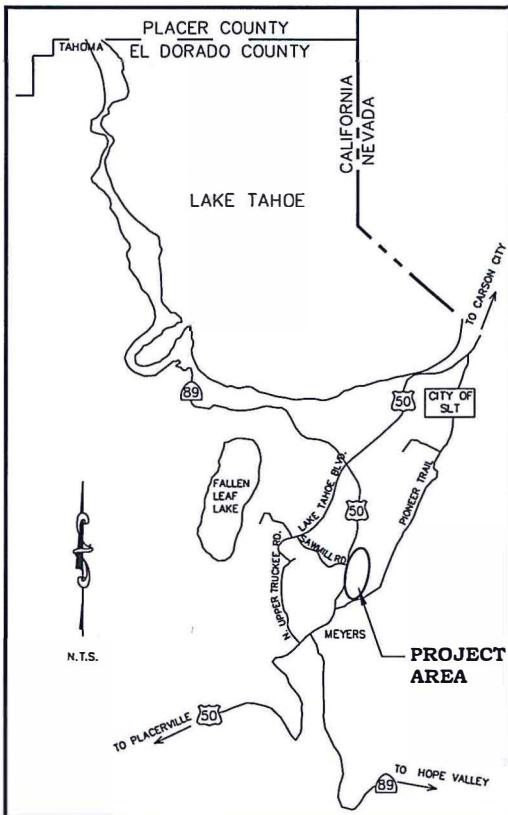 PLACER COUNTY
TAHOMA
EL DORADO COUNTY
CALIFORNIA
NEVADA
LAKE TAHOE
TO CARSON CITY
89
50
CITY OF
SLT
FALLEN
LEAF
LAKE
LAKE TAHOE BLVD.
50
PIONEER TRAIL
SAWMILL RD.
N. UPPER TRUCKEE RD.
MEYERS
N.T.S.
PROJECT
AREA
50
TO PLACERVILLE
TO HOPE VALLEY
89